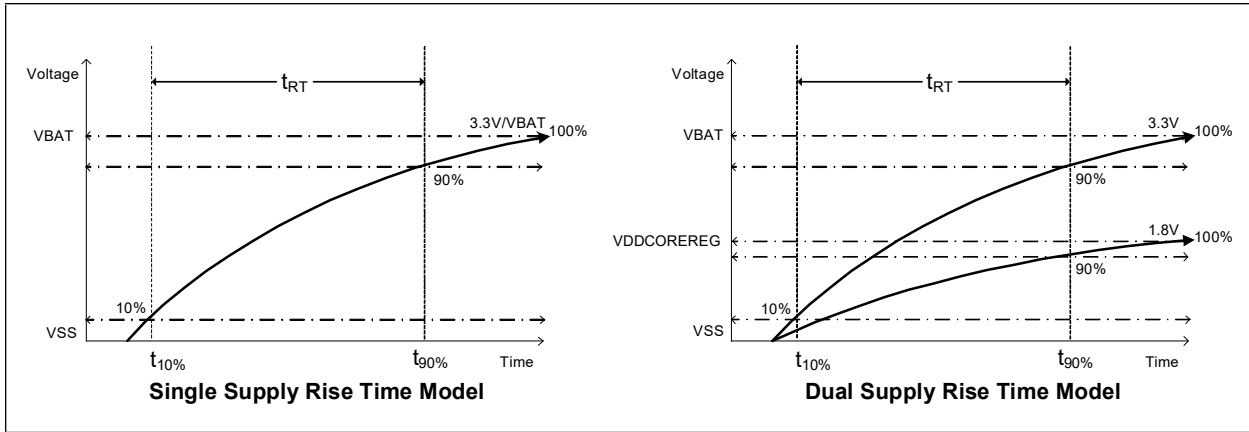 Voltage
t_RT
VBAT
3.3V/VBAT
100%
90%
10%
VSS
t10%
t90%
Time
Single Supply Rise Time Model
Voltage
t_RT
VBAT
3.3V
100%
90%
VDDCOREREG
1.8V
100%
90%
10%
VSS
t10%
t90%
Time
Dual Supply Rise Time Model